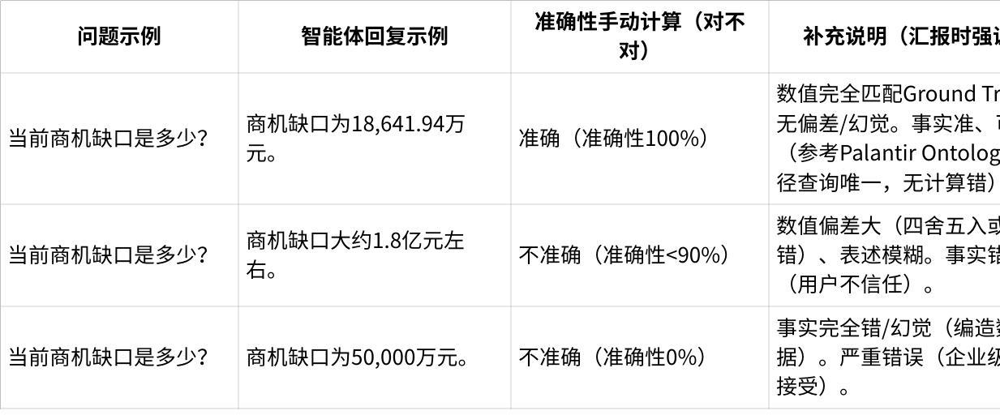 问题示例
智能体回复示例
准确性手动计算（对不
对）
补充说明（汇报时强
当前商机缺口是多少？
商机缺口为18,641.94万
元。
准确（准确性100%）
数值完全匹配Ground Tr
无偏差/幻觉。事实准、
（参考Palantir Ontolog
径查询唯一，无计算错）
当前商机缺口是多少？
商机缺口大约1.8亿元左
右。
不准确（准确性<90%）
数值偏差大（四舍五入或
错）、表述模糊。事实错
（用户不信任）。
当前商机缺口是多少？
商机缺口为50,000万元。
不准确（准确性0%）
事实完全错/幻觉（编造数
据）。严重错误（企业级
接受）。